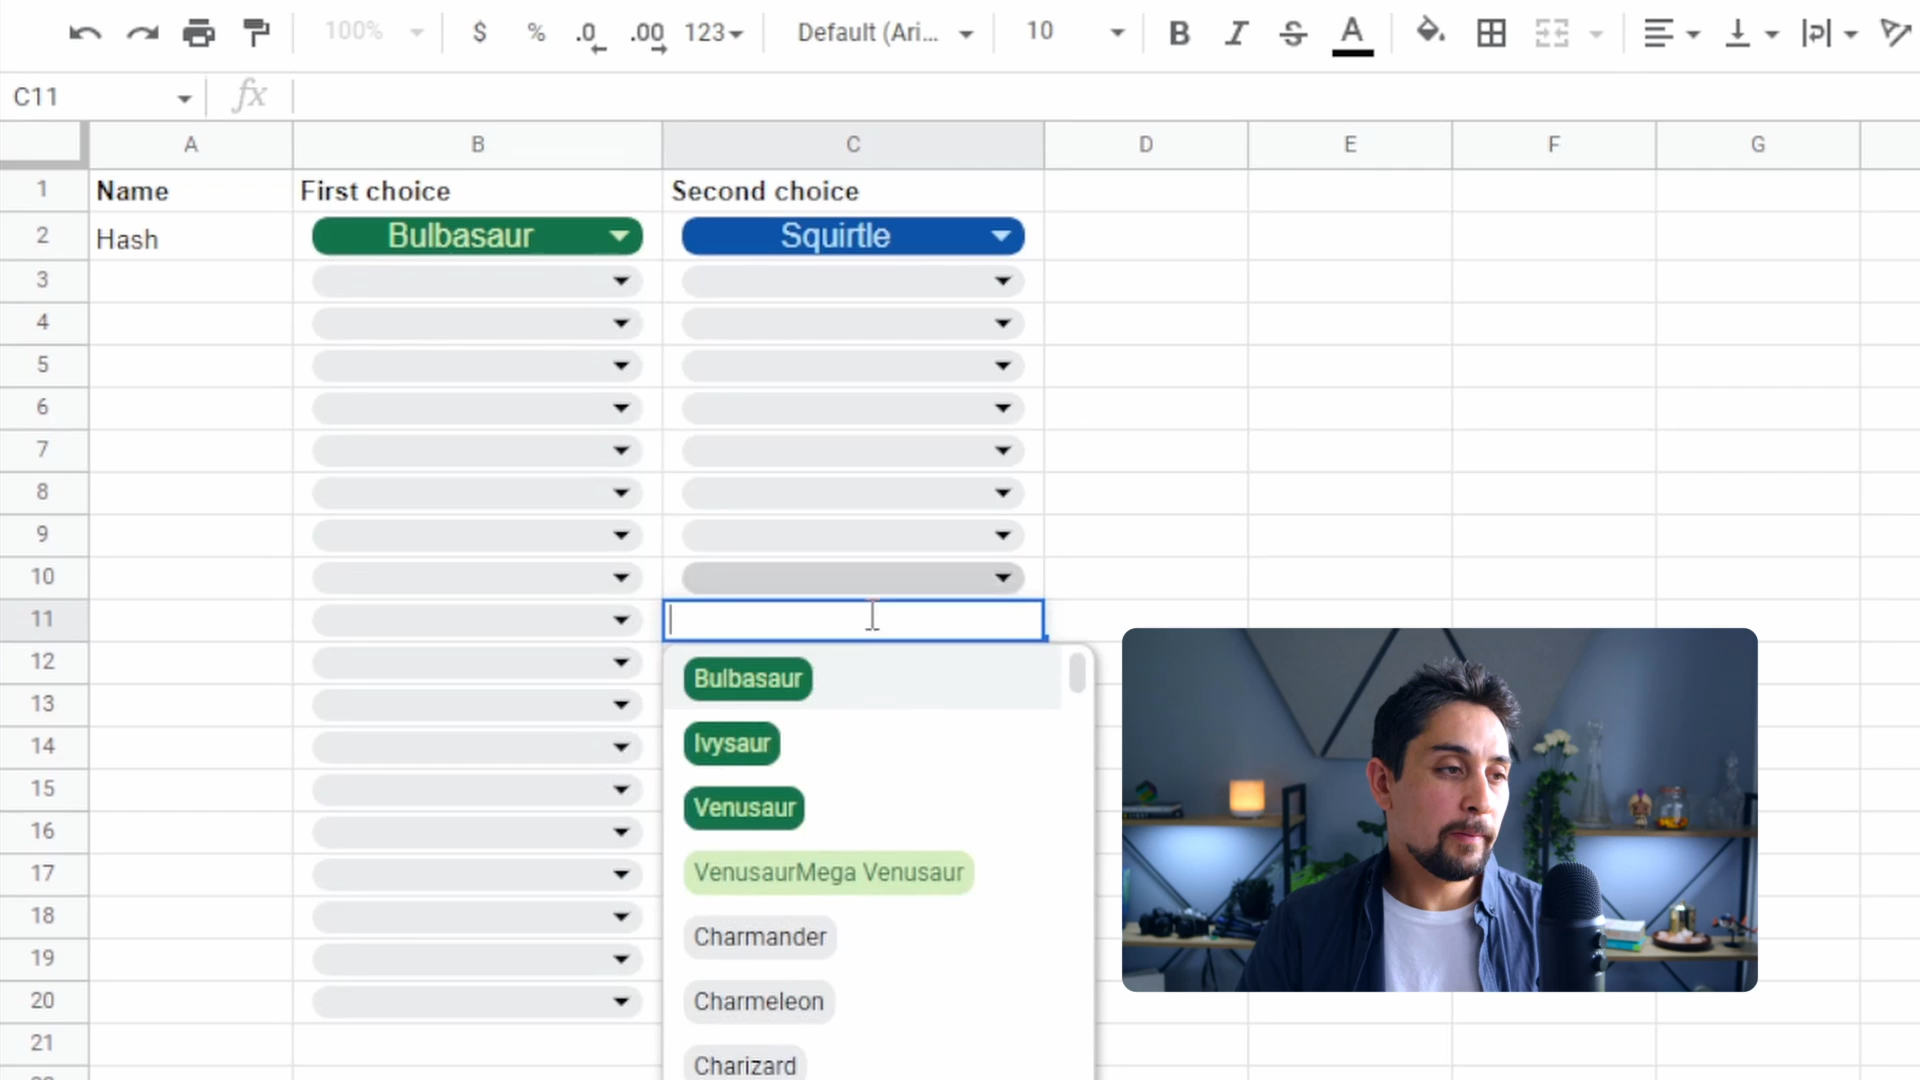 100% $ % .0 .00 123 Default (Ari... 10 B I S A
C11 fx
A B C D E F G
1 Name First choice Second choice
2 Hash Bulbasaur Squirtle
3
4
5
6
7
8
9
10
11
12 Bulbasaur
13 Ivysaur
14
15 Venusaur
16
17 VenusaurMega Venusaur
18 Charmander
19
20 Charmeleon
21 Charizard